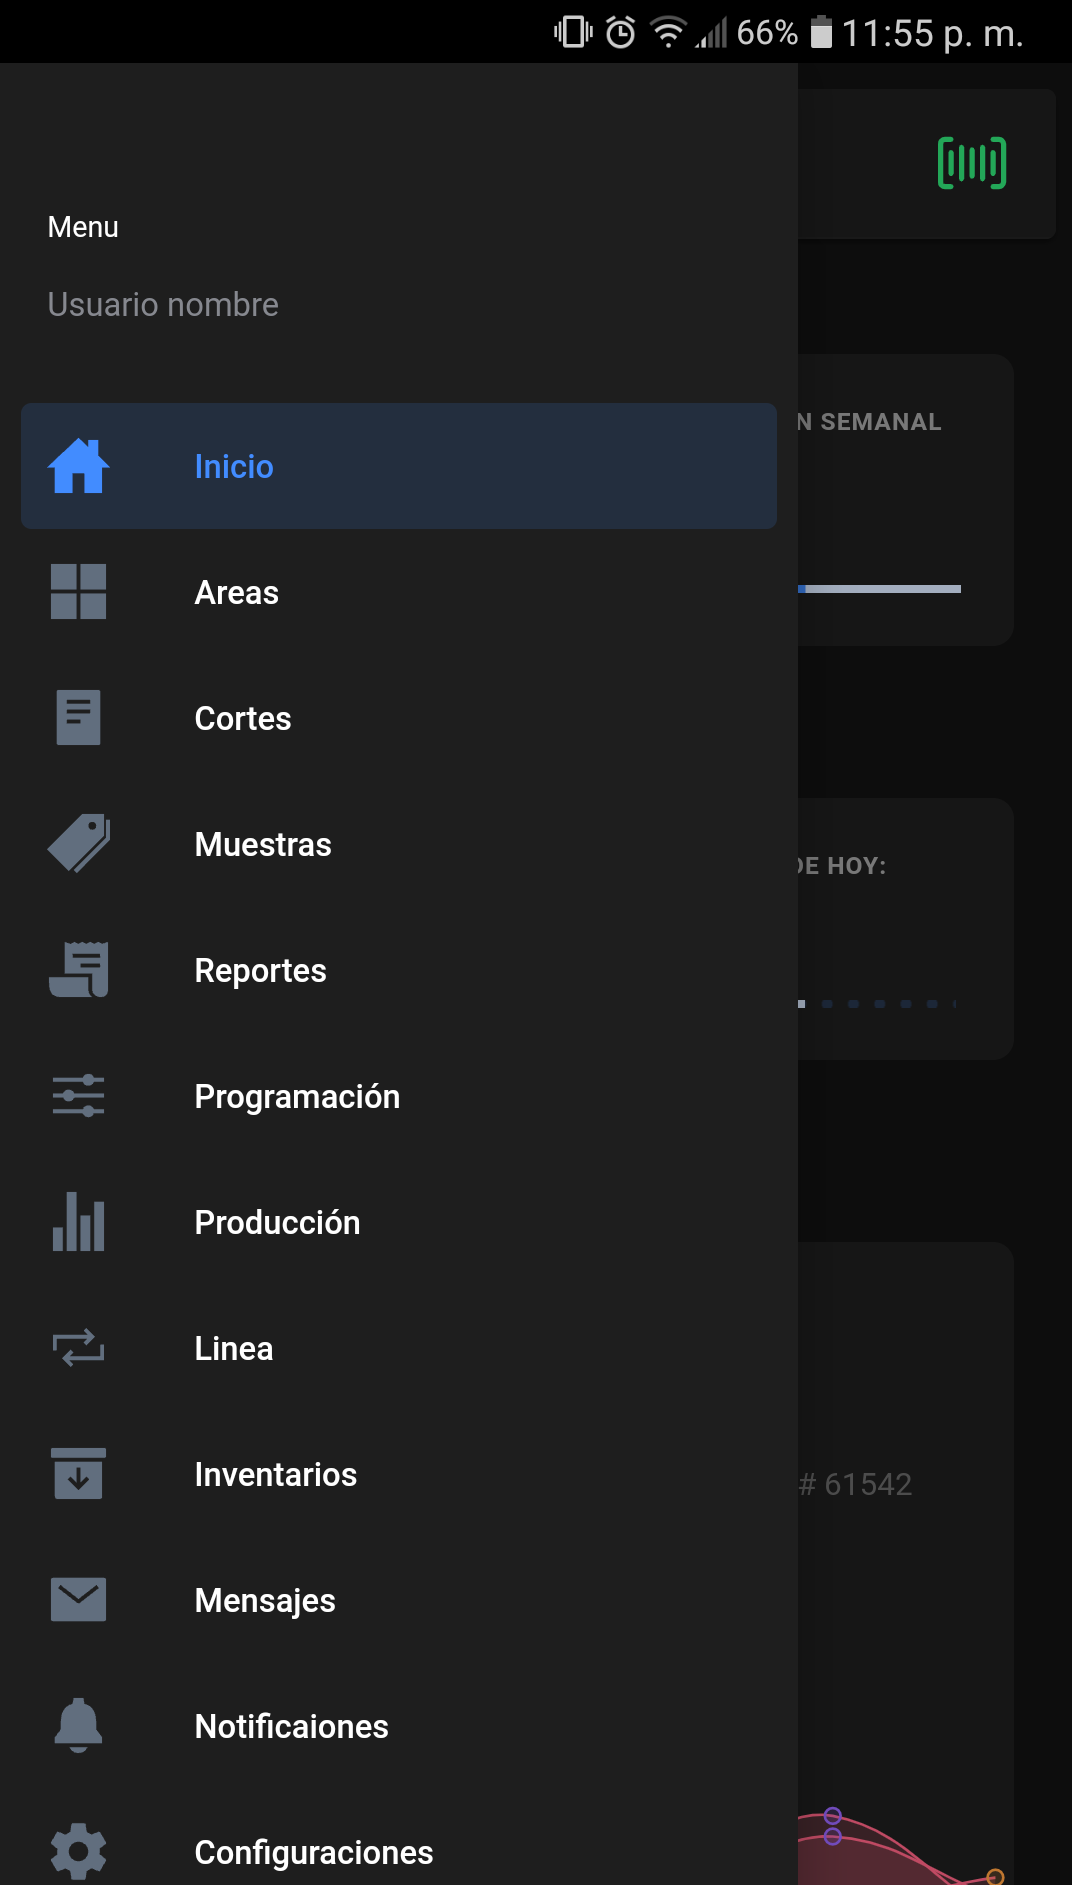 66% 11:55 p. m.
Menu
Usuario nombre
Inicio
N SEMANAL
Areas
Cortes
Muestras
DE HOY:
Reportes
Programación
Producción
Linea
Inventarios
# 61542
Mensajes
Notificaiones
Configuraciones